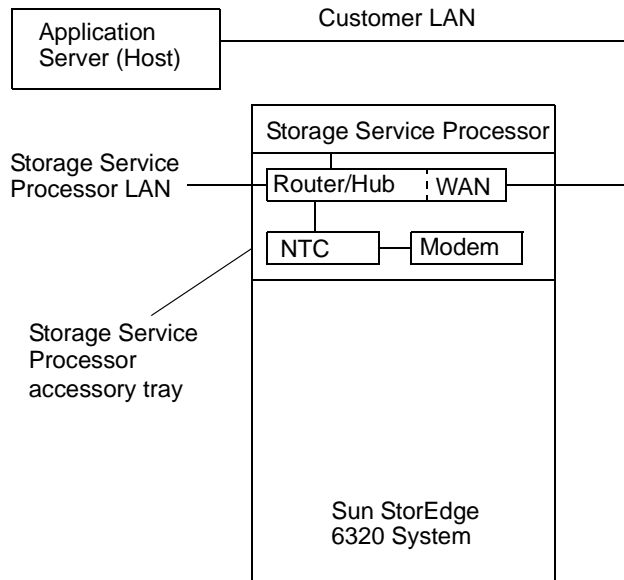 Customer LAN
Application
Server (Host)
Storage Service Processor
Storage Service
Processor LAN
Router/Hub
WAN
NTC
Modem
Storage Service
Processor
accessory tray
Sun StorEdge
6320 System